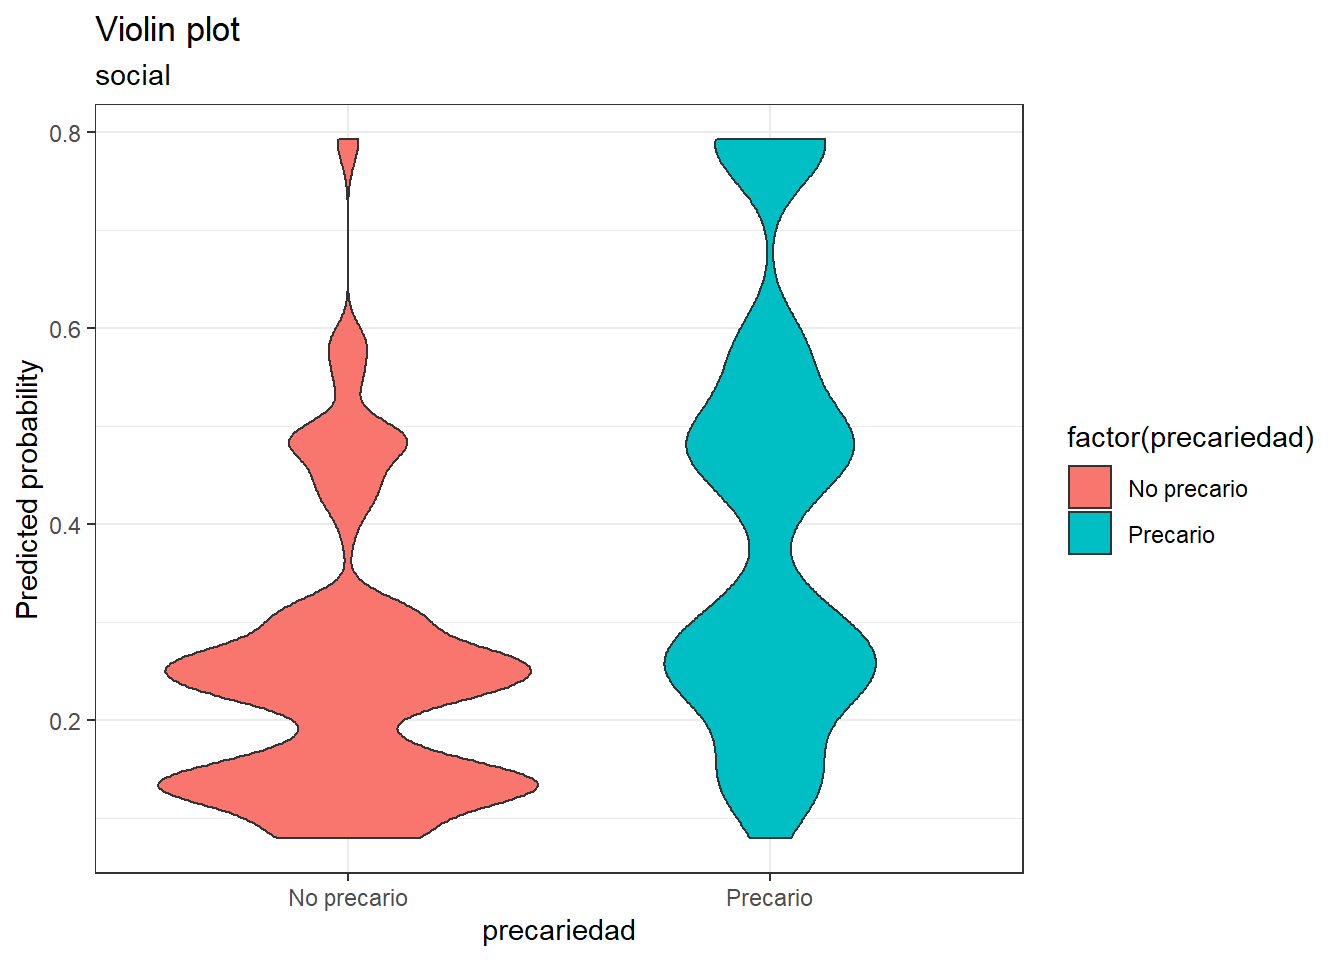 Violin plot
social
0.8
0.6
0.4
0.2
Predicted probability
No precario
Precario
precariedad
factor(precariedad)
No precario
Precario